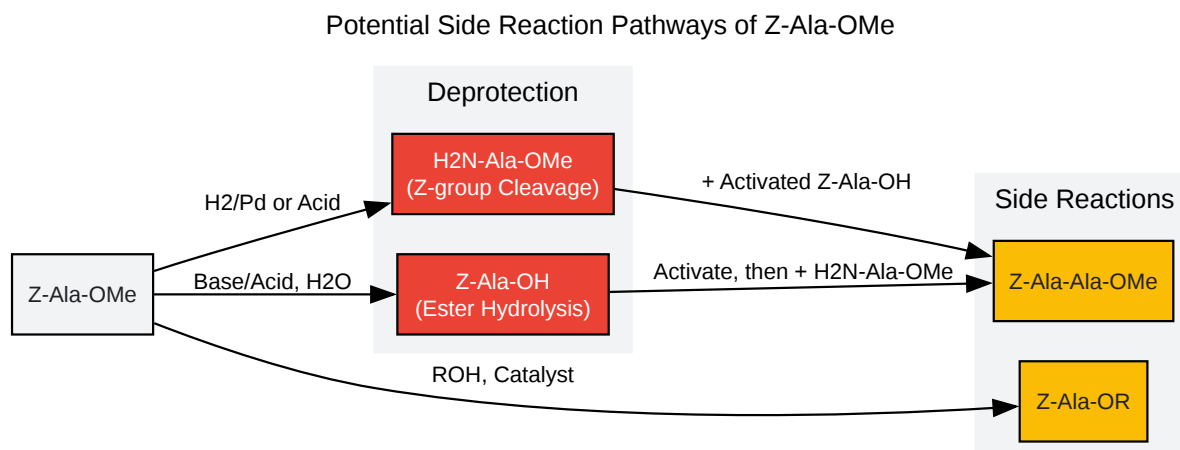 Potential Side Reaction Pathways of Z-Ala-OMe
Deprotection
H2N-Ala-OMe
(Z-group Cleavage)
+ Activated Z-Ala-OH
H2/Pd or Acid
Side Reactions
Z-Ala-OMe
Base/Acid, H2O
Z-Ala-OH
(Ester Hydrolysis)
Activate, then + H2N-Ala-OMe
Z-Ala-Ala-OMe
ROH, Catalyst
Z-Ala-OR